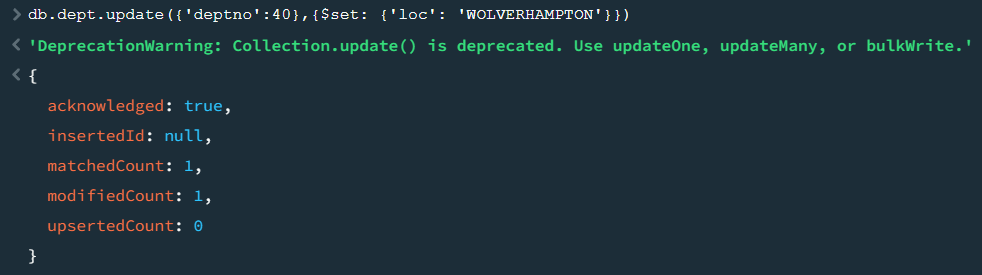 > db.dept.update({'deptno':40},{$set: {'loc': 'WOLVERHAMPTON'}})
< 'DeprecationWarning: Collection.update() is deprecated. Use updateOne, updateMany, or bulkWrite.'
< {
acknowledged: true,
insertedId: null,
matchedCount: 1,
modifiedCount: 1,
upsertedCount: 0
}